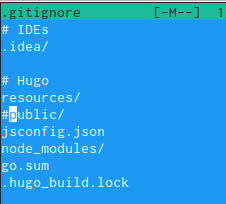 .gitignore [-M--] 1
# IDEs
.idea/
# Hugo
resources/
#public/
jsconfig.json
node_modules/
go.sum
.hugo_build.lock